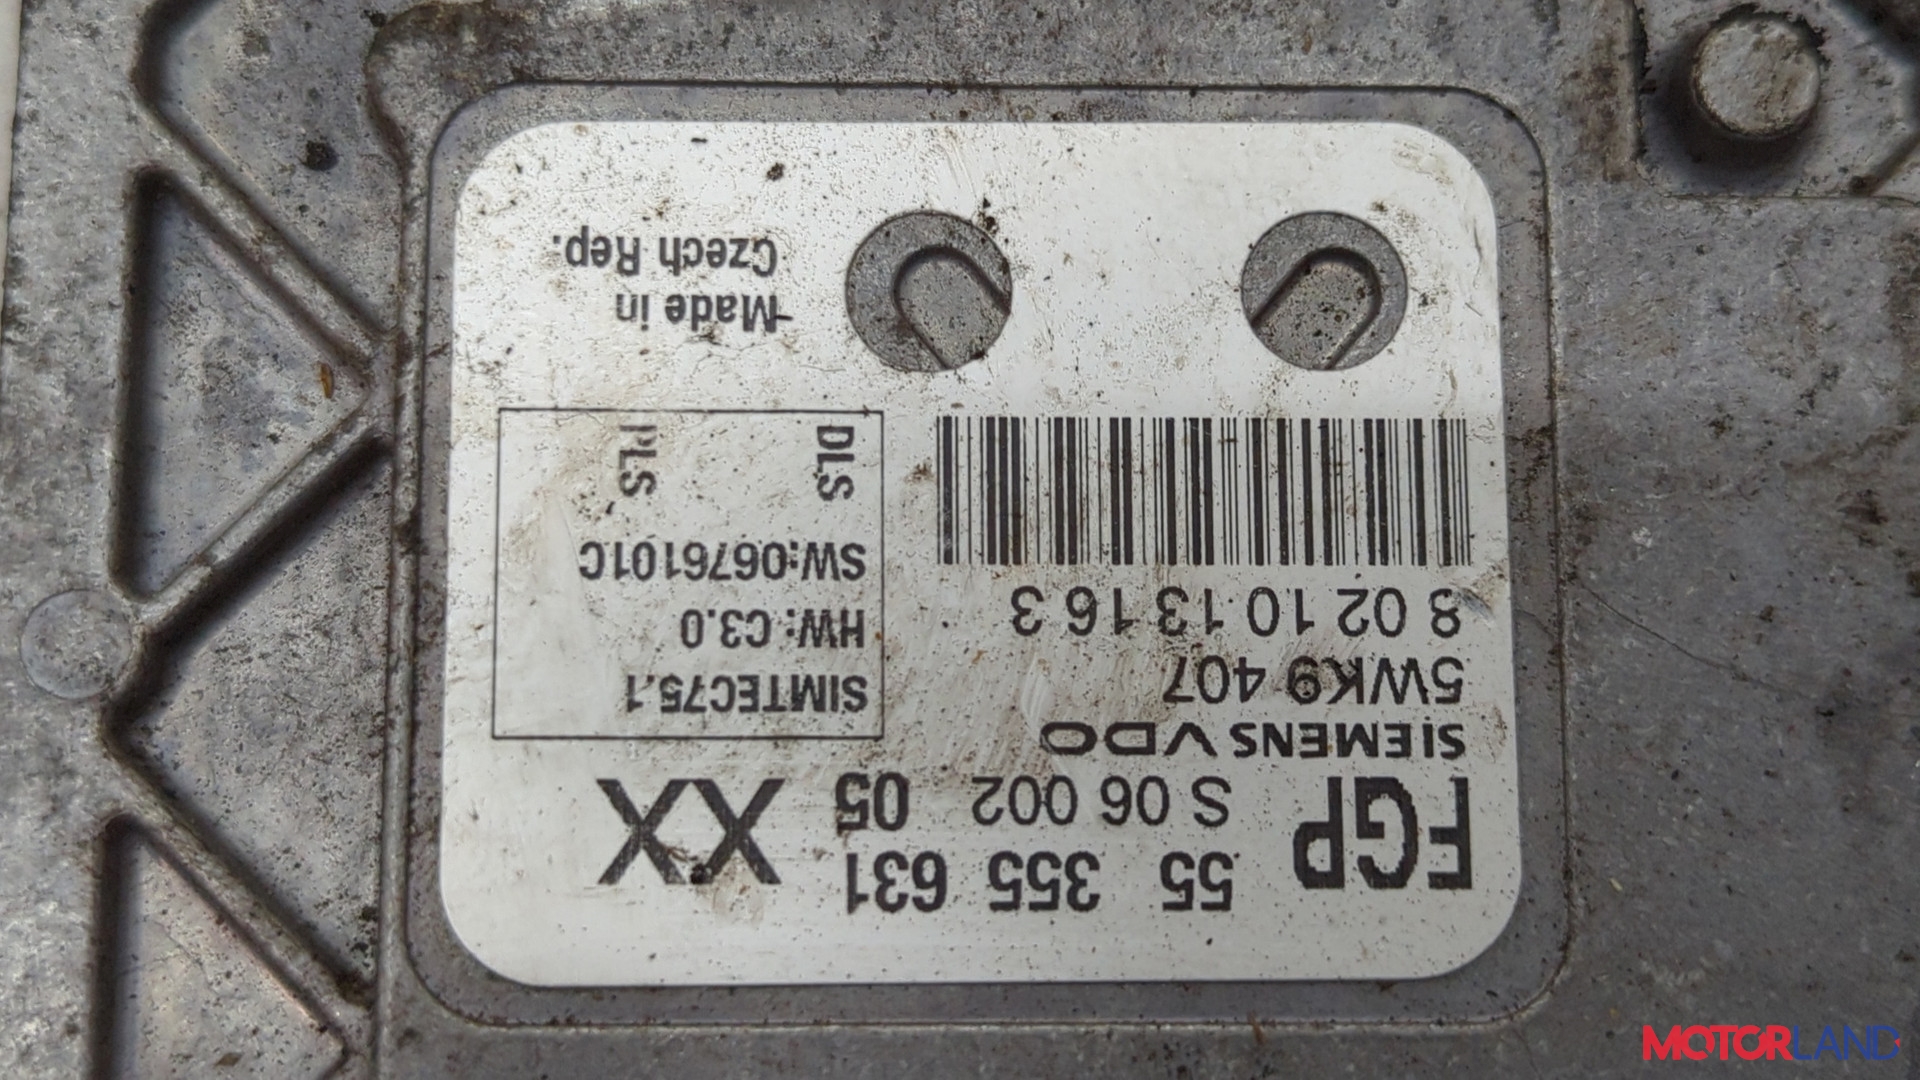 FGP
55 355 631
S 06 002 05
XX
SIEMENS VDO
5WK9 407
8 02 10 13 16 3
SIMTEC75.1
HW: C3.0
SW:0676101C
DLS
PLS
Made in
Czech Rep.
MOTORLAND